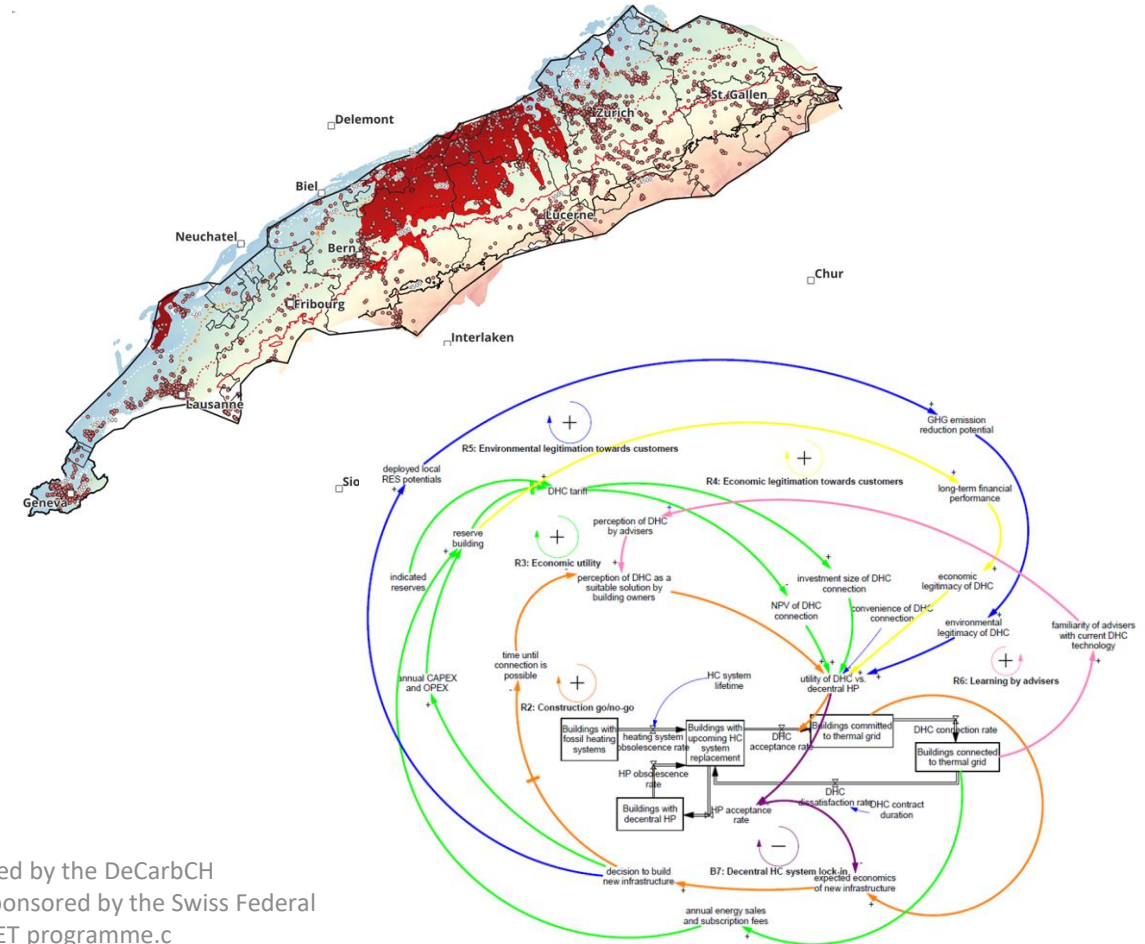 Delemont
St. Gallen
Zurich
Biel
Lucerne
Neuchatel
Bern
Chur
Fribourg
Interlaken
Lausanne
Sio
Geneva
GHG emission
reduction potential
R5: Environmental legitimation towards customers
deployed local
RES potentials
R4: Economic legitimation towards customers
DHC tariff
long-term financial
performance
perception of DHC
by advisers
reserve
building
R3: Economic utility
indicated
reserves
perception of DHC as a
suitable solution by
building owners
investment size of DHC
connection
economic
legitimacy of DHC
NPV of DHC
connection
convenience of DHC
connection
environmental
legitimacy of DHC
familiarity of advisers
with current DHC
technology
time until
connection is
possible
annual CAPEX
and OPEX
HC system
lifetime
utility of DHC vs.
decentral HP
R6: Learning by advisers
R2: Construction go/no-go
Buildings with
fossil heating
systems
heating system
obsolescence rate
Buildings with
upcoming HC
system
replacement
DHC
acceptance rate
Buildings committed
to thermal grid
DHC connection rate
Buildings connected
to thermal grid
HP obsolescence
rate
Buildings with
decentral HP
HP acceptance
rate
DHC
dissatisfaction rate
DHC contract
duration
B7: Decentral HC system lock-in
decision to build
new infrastructure
expected economics
of new infrastructure
annual energy sales
and subscription fees
ed by the DeCarbCH
ponsored by the Swiss Federal
ET programme.c